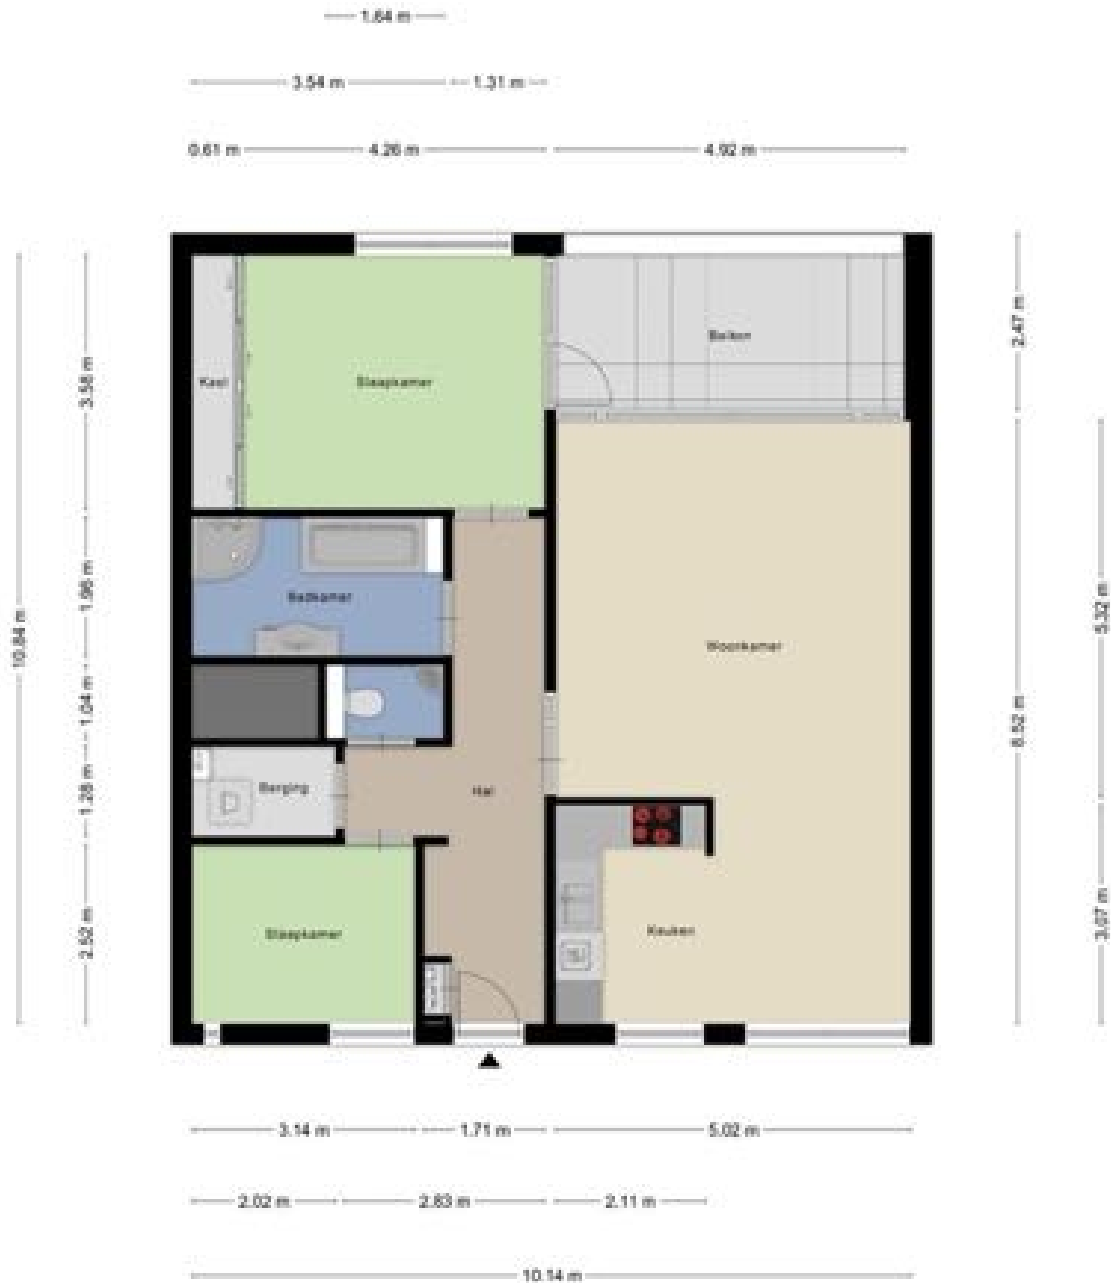 1.64 m
3.54 m
1.31 m
0.61 m
4.26 m
4.92 m
2.47 m
Balkon
Kast
Slaapkamer
3.58 m
Badkamer
1.96 m
5.32 m
10.84 m
Woonkamer
1.04 m
8.52 m
Berging
Hal
1.28 m
Slaapkamer
Keuken
2.52 m
3.07 m
3.14 m
1.71 m
5.02 m
2.02 m
2.83 m
2.11 m
10.14 m